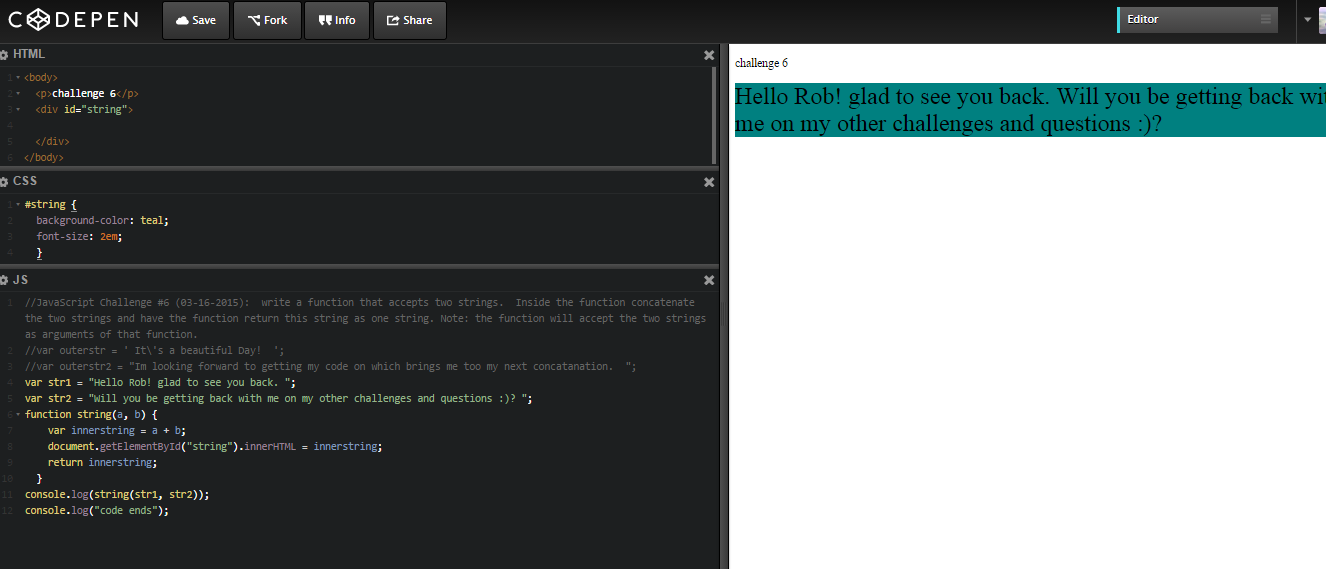 CODEPEN Save Fork Info Share Editor
HTML
1 <body>
2 <p>challenge 6</p>
3 <div id="string">
4
5 </div>
6 </body>
CSS
1 #string {
2 background-color: teal;
3 font-size: 2em;
4 }
JS
1 //JavaScript Challenge #6 (03-16-2015):  write a function that accepts two strings.  Inside the function concatenate
the two strings and have the function return this string as one string. Note: the function will accept the two strings
as arguments of that function.
2 //var outerstr = ' It\'s a beautiful Day!  ';
3 //var outerstr2 = "Im looking forward to getting my code on which brings me too my next concatanation.  ";
4 var str1 = "Hello Rob! glad to see you back. ";
5 var str2 = "Will you be getting back with me on my other challenges and questions :)? ";
6 function string(a, b) {
7 var innerstring = a + b;
8 document.getElementById("string").innerHTML = innerstring;
9 return innerstring;
10 }
11 console.log(string(str1, str2));
12 console.log("code ends");
challenge 6
Hello Rob! glad to see you back. Will you be getting back wit
me on my other challenges and questions :)?